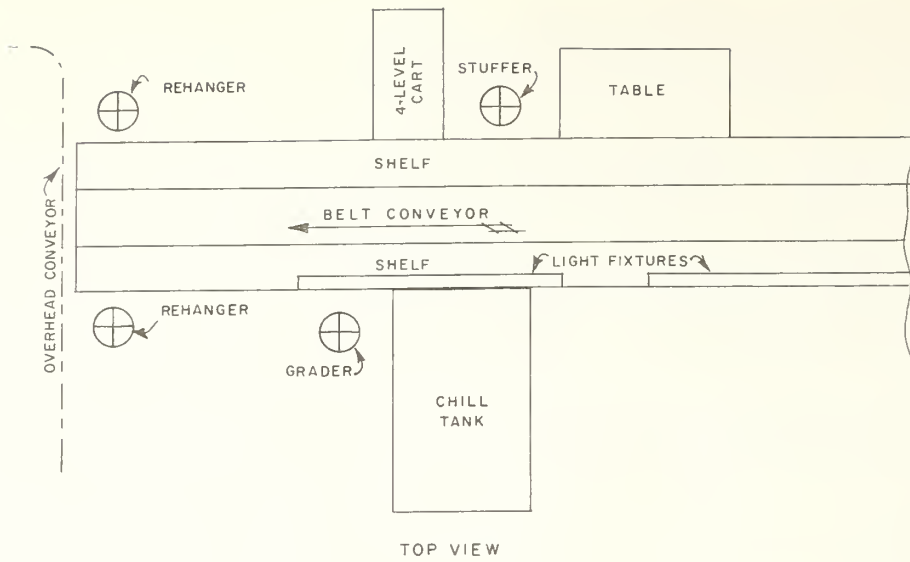 REHANGER
4-LEVEL
CART
STUFFER
TABLE
SHELF
BELT CONVEYOR
OVERHEAD CONVEYOR
SHELF
LIGHT FIXTURES
REHANGER
GRADER
CHILL
TANK
TOP VIEW